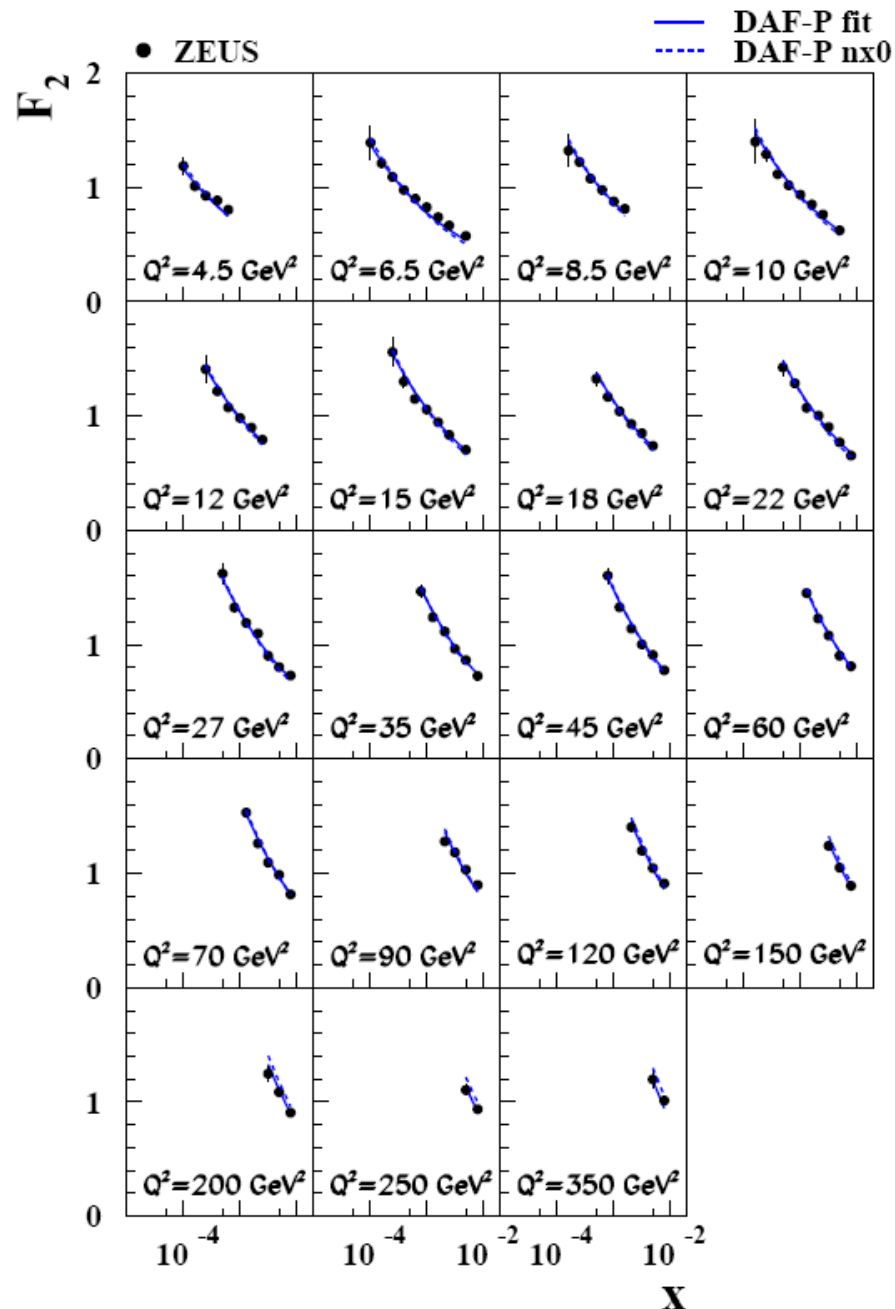 DAF-P fit
ZEUS
DAF-P nx0
F₂
2
1
Q²=4.5 GeV²
Q²=6.5 GeV²
Q²=8.5 GeV²
Q²=10 GeV²
0
1
Q²=12 GeV²
Q²=15 GeV²
Q²=18 GeV²
Q²=22 GeV²
0
1
Q²=27 GeV²
Q²=35 GeV²
Q²=45 GeV²
Q²=60 GeV²
0
1
Q²=70 GeV²
Q²=90 GeV²
Q²=120 GeV²
Q²=150 GeV²
0
1
Q²=200 GeV²
Q²=250 GeV²
Q²=350 GeV²
0
10⁻⁴ 10⁻⁴ 10⁻² 10⁻⁴ 10⁻²
x